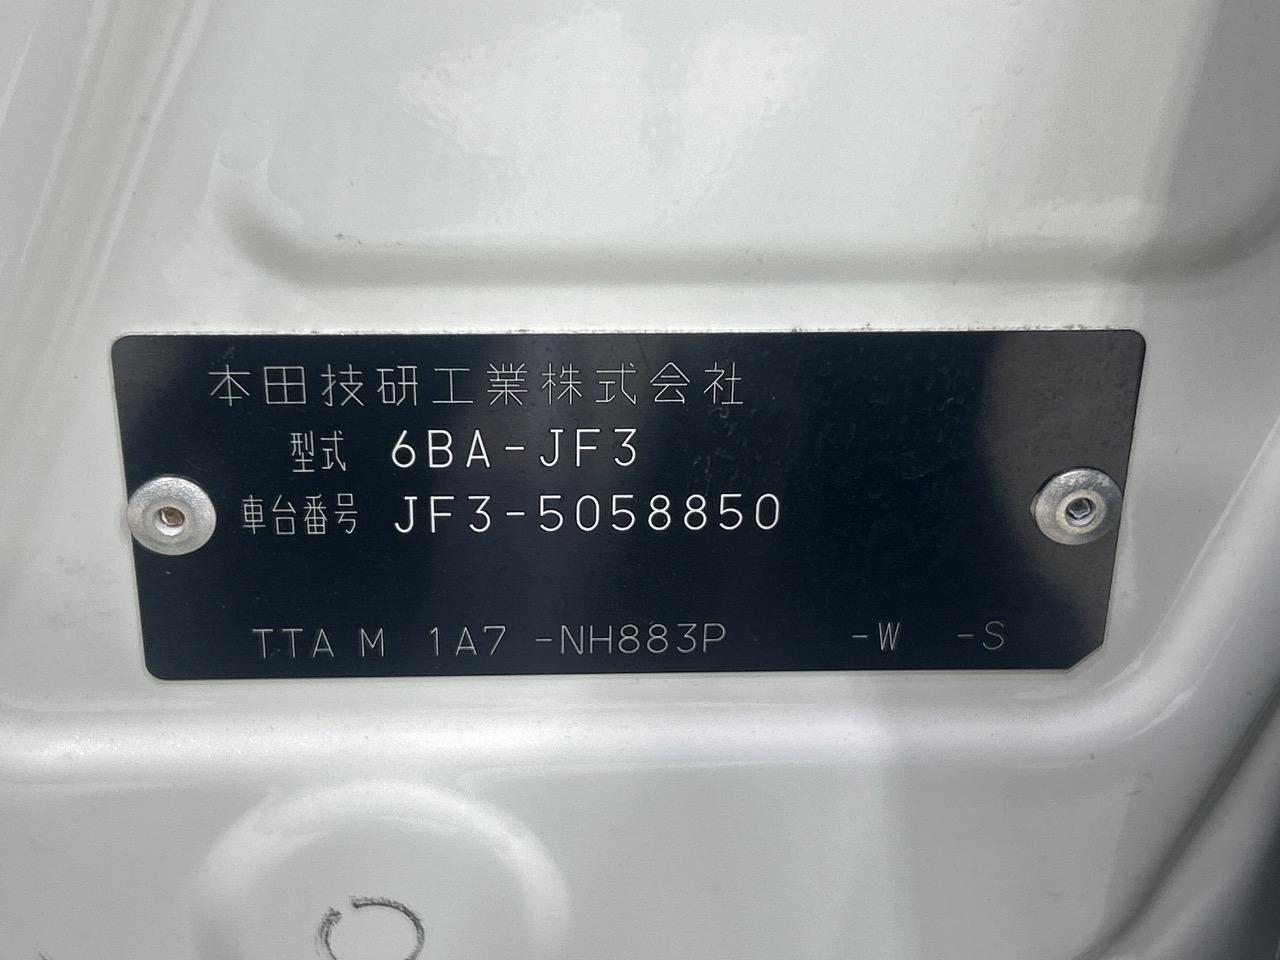 本田技研工業株式会社
型式 6BA-JF3
車台番号 JF3-5058850
TTA M 1A7 -NH883P -W -S